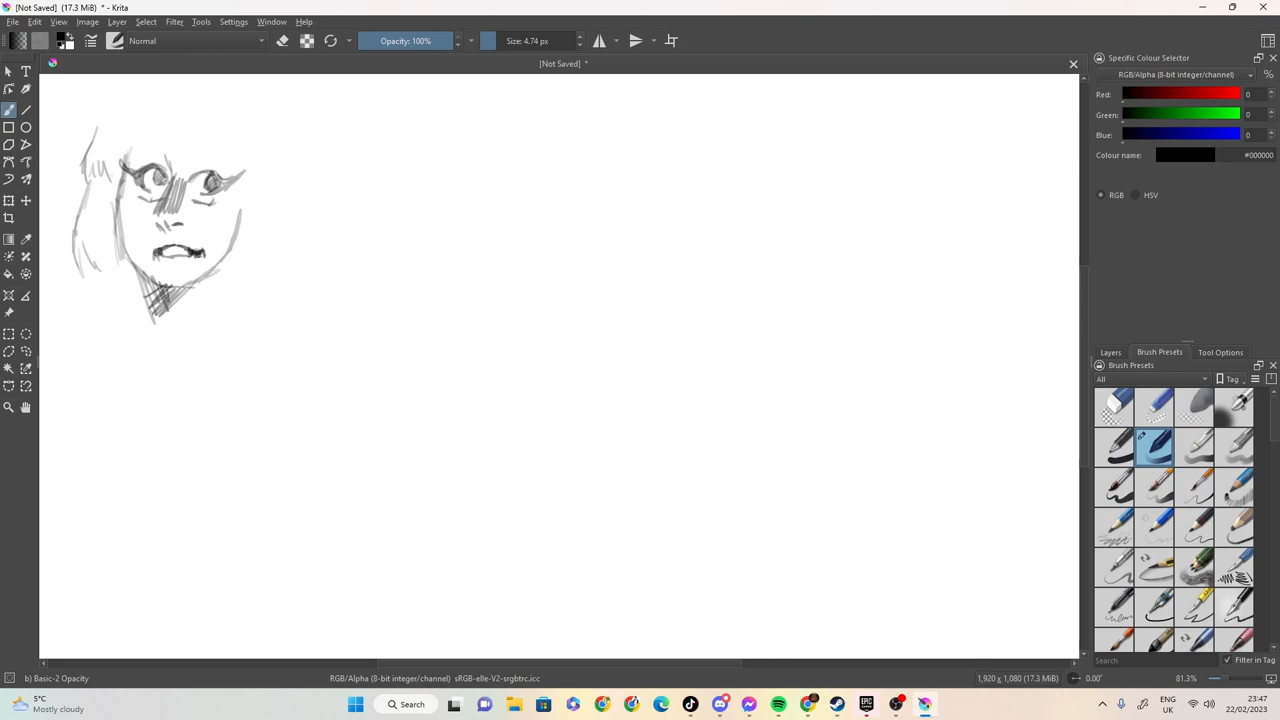 [Not Saved] (17.3 MiB) * - Krita
File Edit View Image Layer Select Filter Tools Settings Window Help
Normal Opacity: 100% Size: 4.74 px
[Not Saved] *
Specific Colour Selector
RGB/Alpha (8-bit integer/channel) %
Red: 0
Green: 0
Blue: 0
Colour name: #000000
RGB HSV
Layers Brush Presets Tool Options
Brush Presets
All Tag
Search Filter in Tag
b) Basic-2 Opacity RGB/Alpha (8-bit integer/channel) sRGB-elle-V2-srgbtrc.icc 1,920 x 1,080 (17.3 MiB) 0.00° 81.3%
5°C
Mostly cloudy
Search
ENG
UK
23:47
22/02/2023